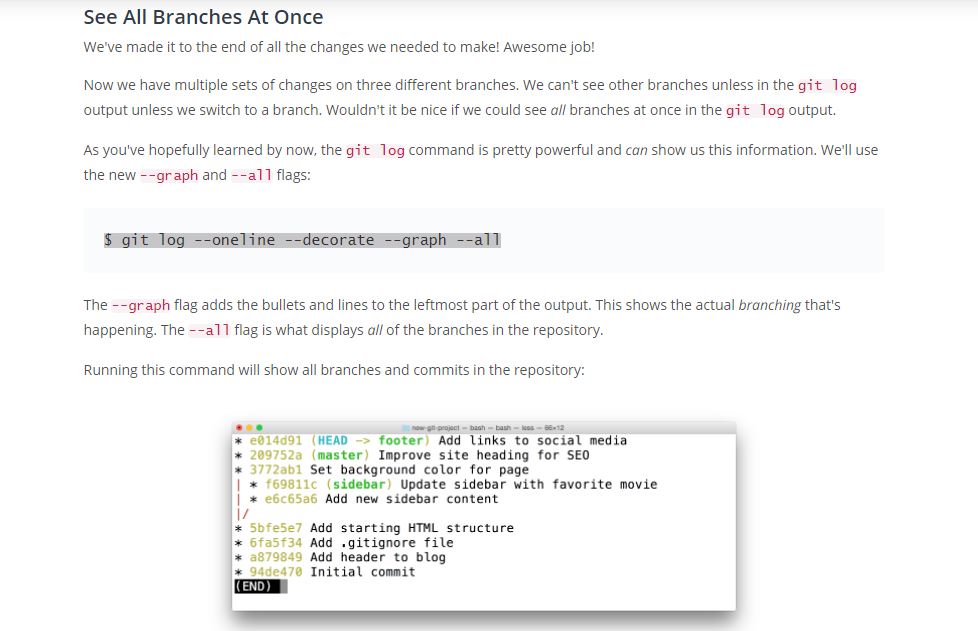 See All Branches At Once
We've made it to the end of all the changes we needed to make! Awesome job!
Now we have multiple sets of changes on three different branches. We can't see other branches unless in the git log
output unless we switch to a branch. Wouldn't it be nice if we could see all branches at once in the git log output.
As you've hopefully learned by now, the git log command is pretty powerful and can show us this information. We'll use
the new --graph and --all flags:
$ git log --oneline --decorate --graph --all
The --graph flag adds the bullets and lines to the leftmost part of the output. This shows the actual branching that's
happening. The --all flag is what displays all of the branches in the repository.
Running this command will show all branches and commits in the repository:
new-git-project — bash — bash — less — 66×12
* e014d91 (HEAD -> footer) Add links to social media
* 209752a (master) Improve site heading for SEO
* 3772ab1 Set background color for page
| * f69811c (sidebar) Update sidebar with favorite movie
| * e6c65a6 Add new sidebar content
|/
* 5bfe5e7 Add starting HTML structure
* 6fa5f34 Add .gitignore file
* a879849 Add header to blog
* 94de470 Initial commit
(END)